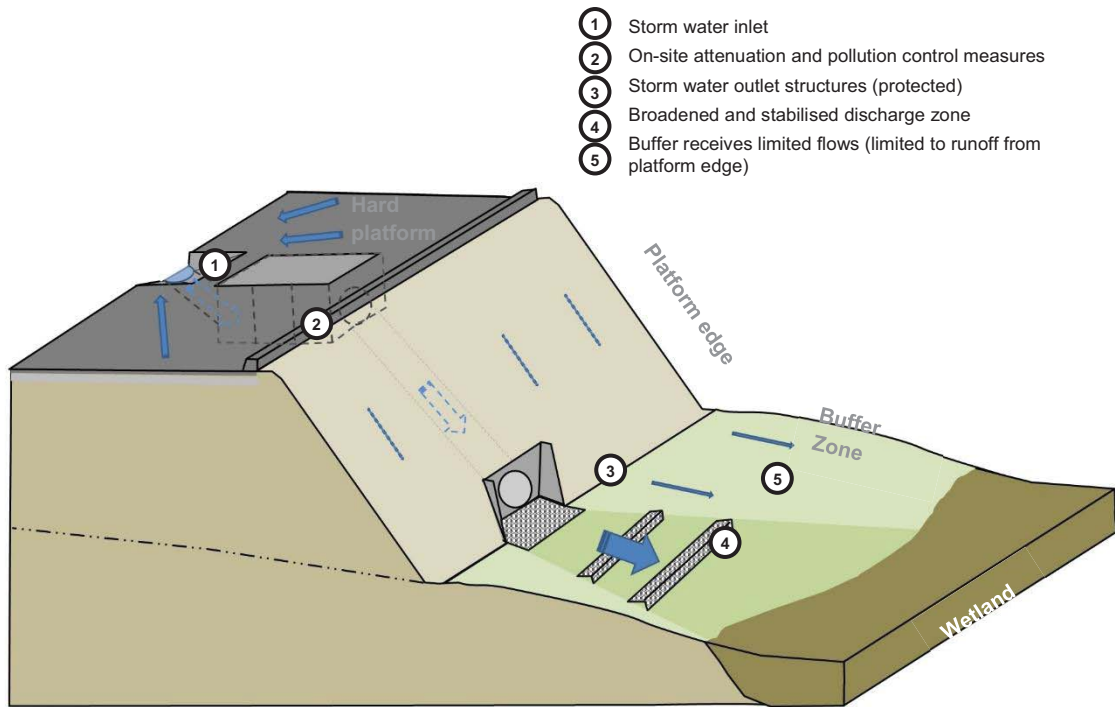 1 Storm water inlet
2 On-site attenuation and pollution control measures
3 Storm water outlet structures (protected)
4 Broadened and stabilised discharge zone
5 Buffer receives limited flows (limited to runoff from
platform edge)
Hard
platform
1
2
Platform edge
Buffer
Zone
3
5
4
Wetland